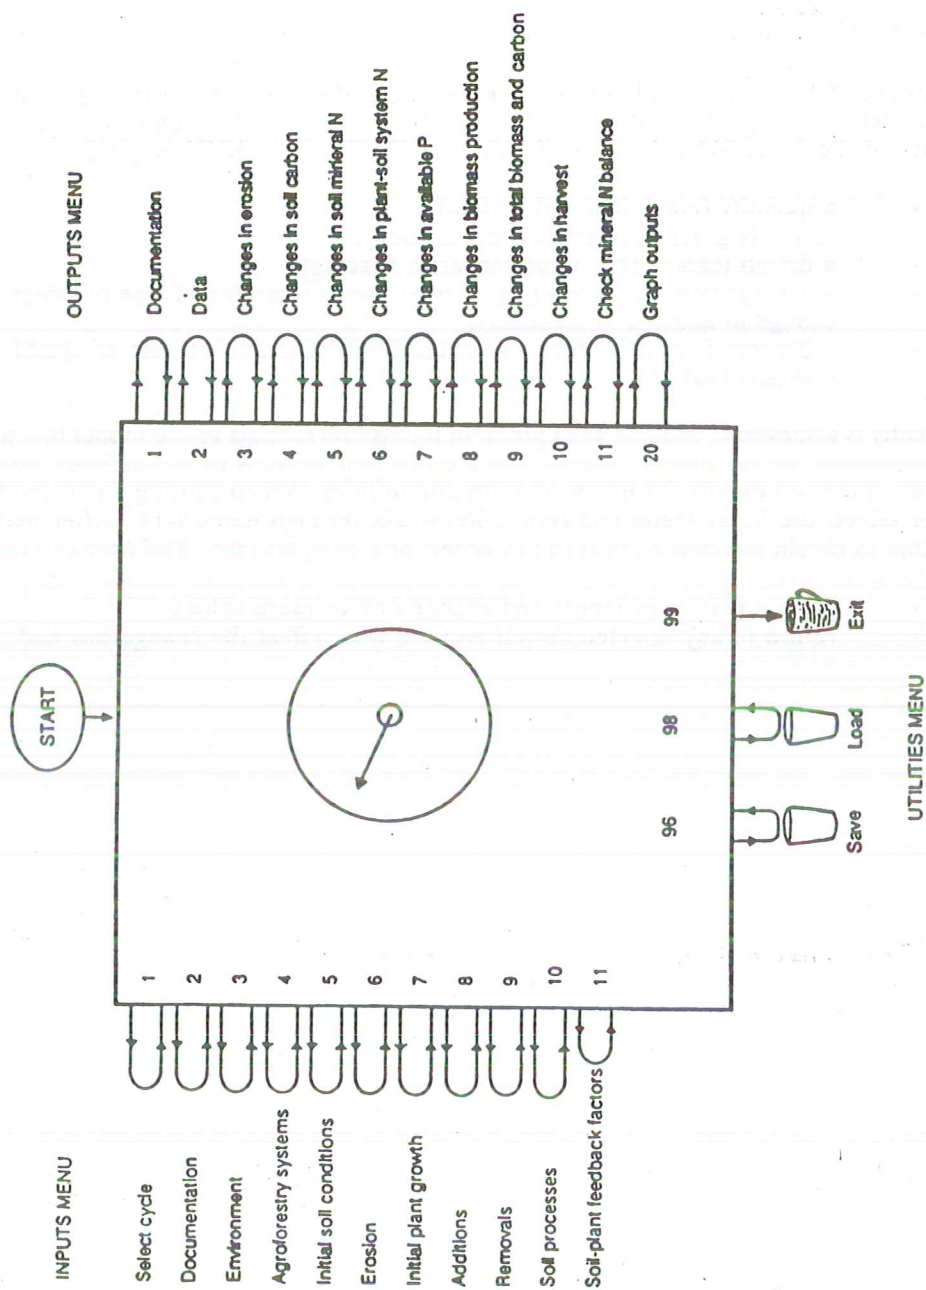 START
INPUTS MENU
Select cycle 1
Documentation 2
Environment 3
Agroforestry systems 4
Initial soil conditions 5
Erosion 6
Initial plant growth 7
Additions 8
Removals 9
Soil processes 10
Soil-plant feedback factors 11
OUTPUTS MENU
1 Documentation
2 Data
3 Changes in erosion
4 Changes in soil carbon
5 Changes in soil mineral N
6 Changes in plant-soil system N
7 Changes in available P
8 Changes in biomass production
9 Changes in total biomass and carbon
10 Changes in harvest
11 Check mineral N balance
20 Graph outputs
96 98 99
Save Load Exit
UTILITIES MENU